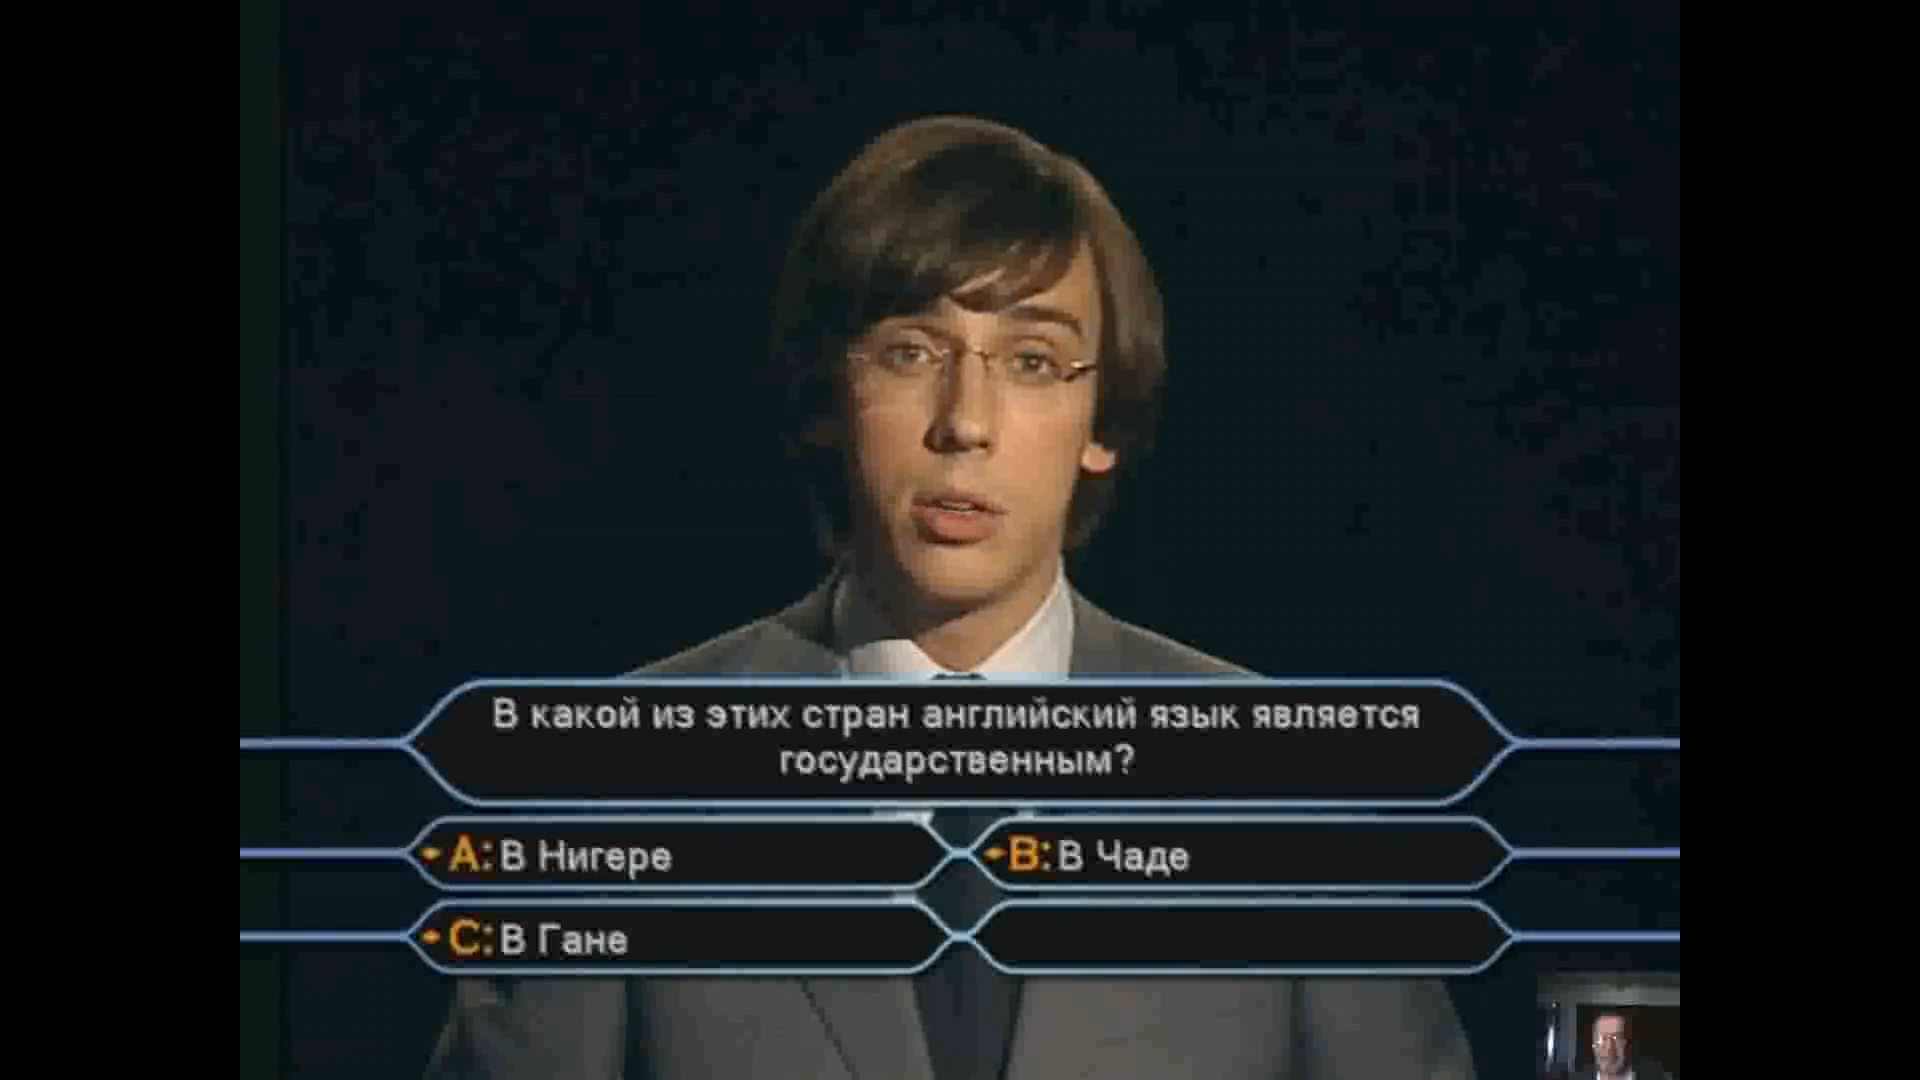 В какой из этих стран английский язык является
государственным?
A: В Нигере
B: В Чаде
C: В Гане